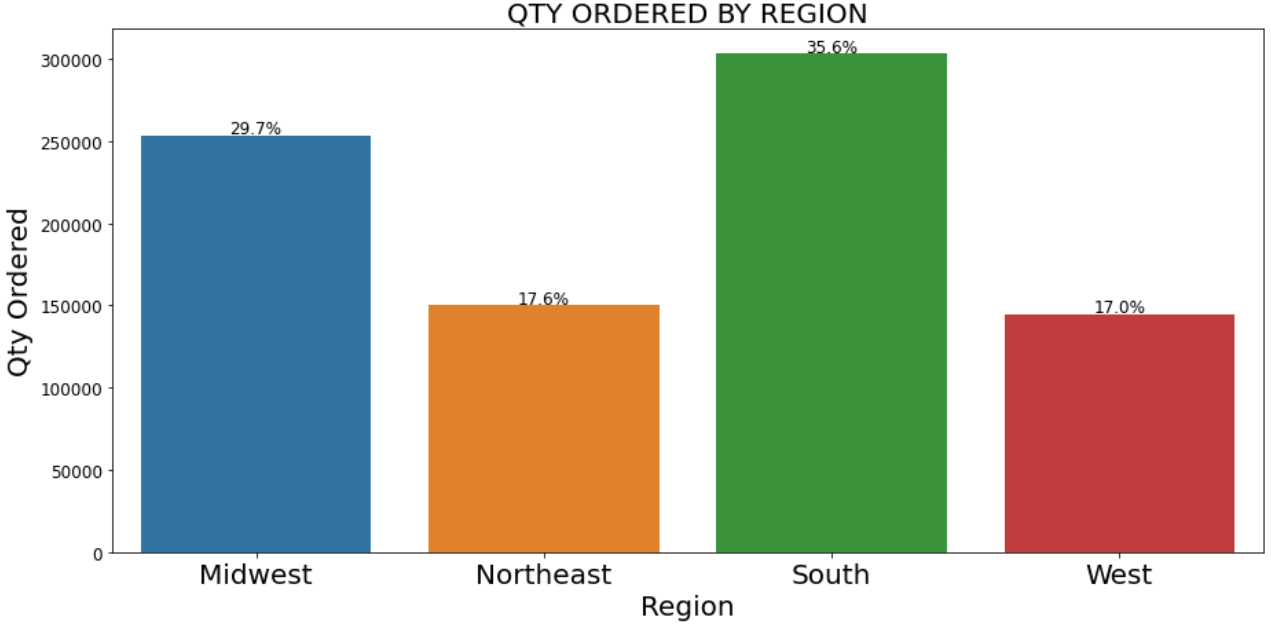 QTY ORDERED BY REGION
300000
250000
200000
150000
100000
50000
0
Qty Ordered
29.7%
17.6%
35.6%
17.0%
Midwest
Northeast
South
West
Region